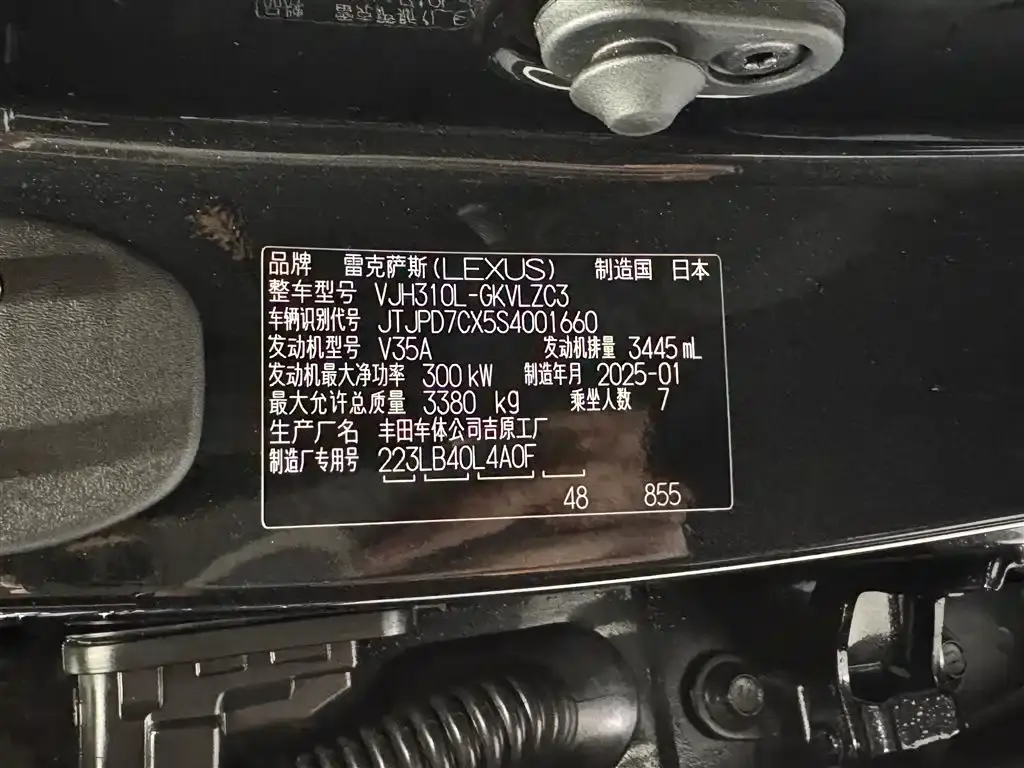 品牌 雷克萨斯(LEXUS) 制造国 日本
整车型号 VJH310L-GKVLZC3
车辆识别代号 JTJPD7CX5S4001660
发动机型号 V35A 发动机排量 3445mL
发动机最大净功率 300kW 制造年月 2025-01
最大允许总质量 3380 kg 乘坐人数 7
生产厂名 丰田车体公司吉原工厂
制造厂专用号 223LB40L4A0F
48 855